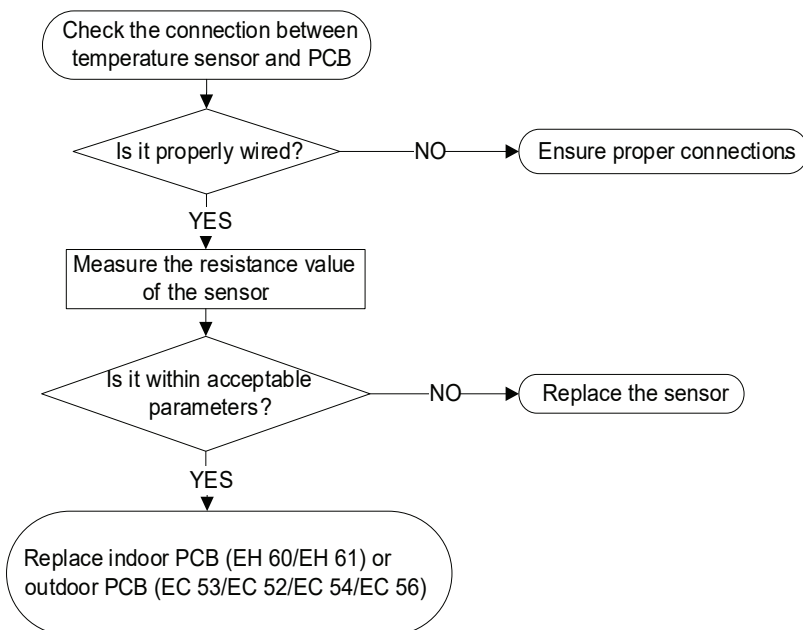 Check the connection between
temperature sensor and PCB.
Is it properly wired?
NO
Ensure proper connections.
YES
Measure the resistance value
of the sensor.
Is it within acceptable
parameters?
NO
Replace the sensor
YES
Replace indoor PCB (EH 60/EH 61) or
outdoor PCB (EC 53/EC 52/EC 54/EC 56)